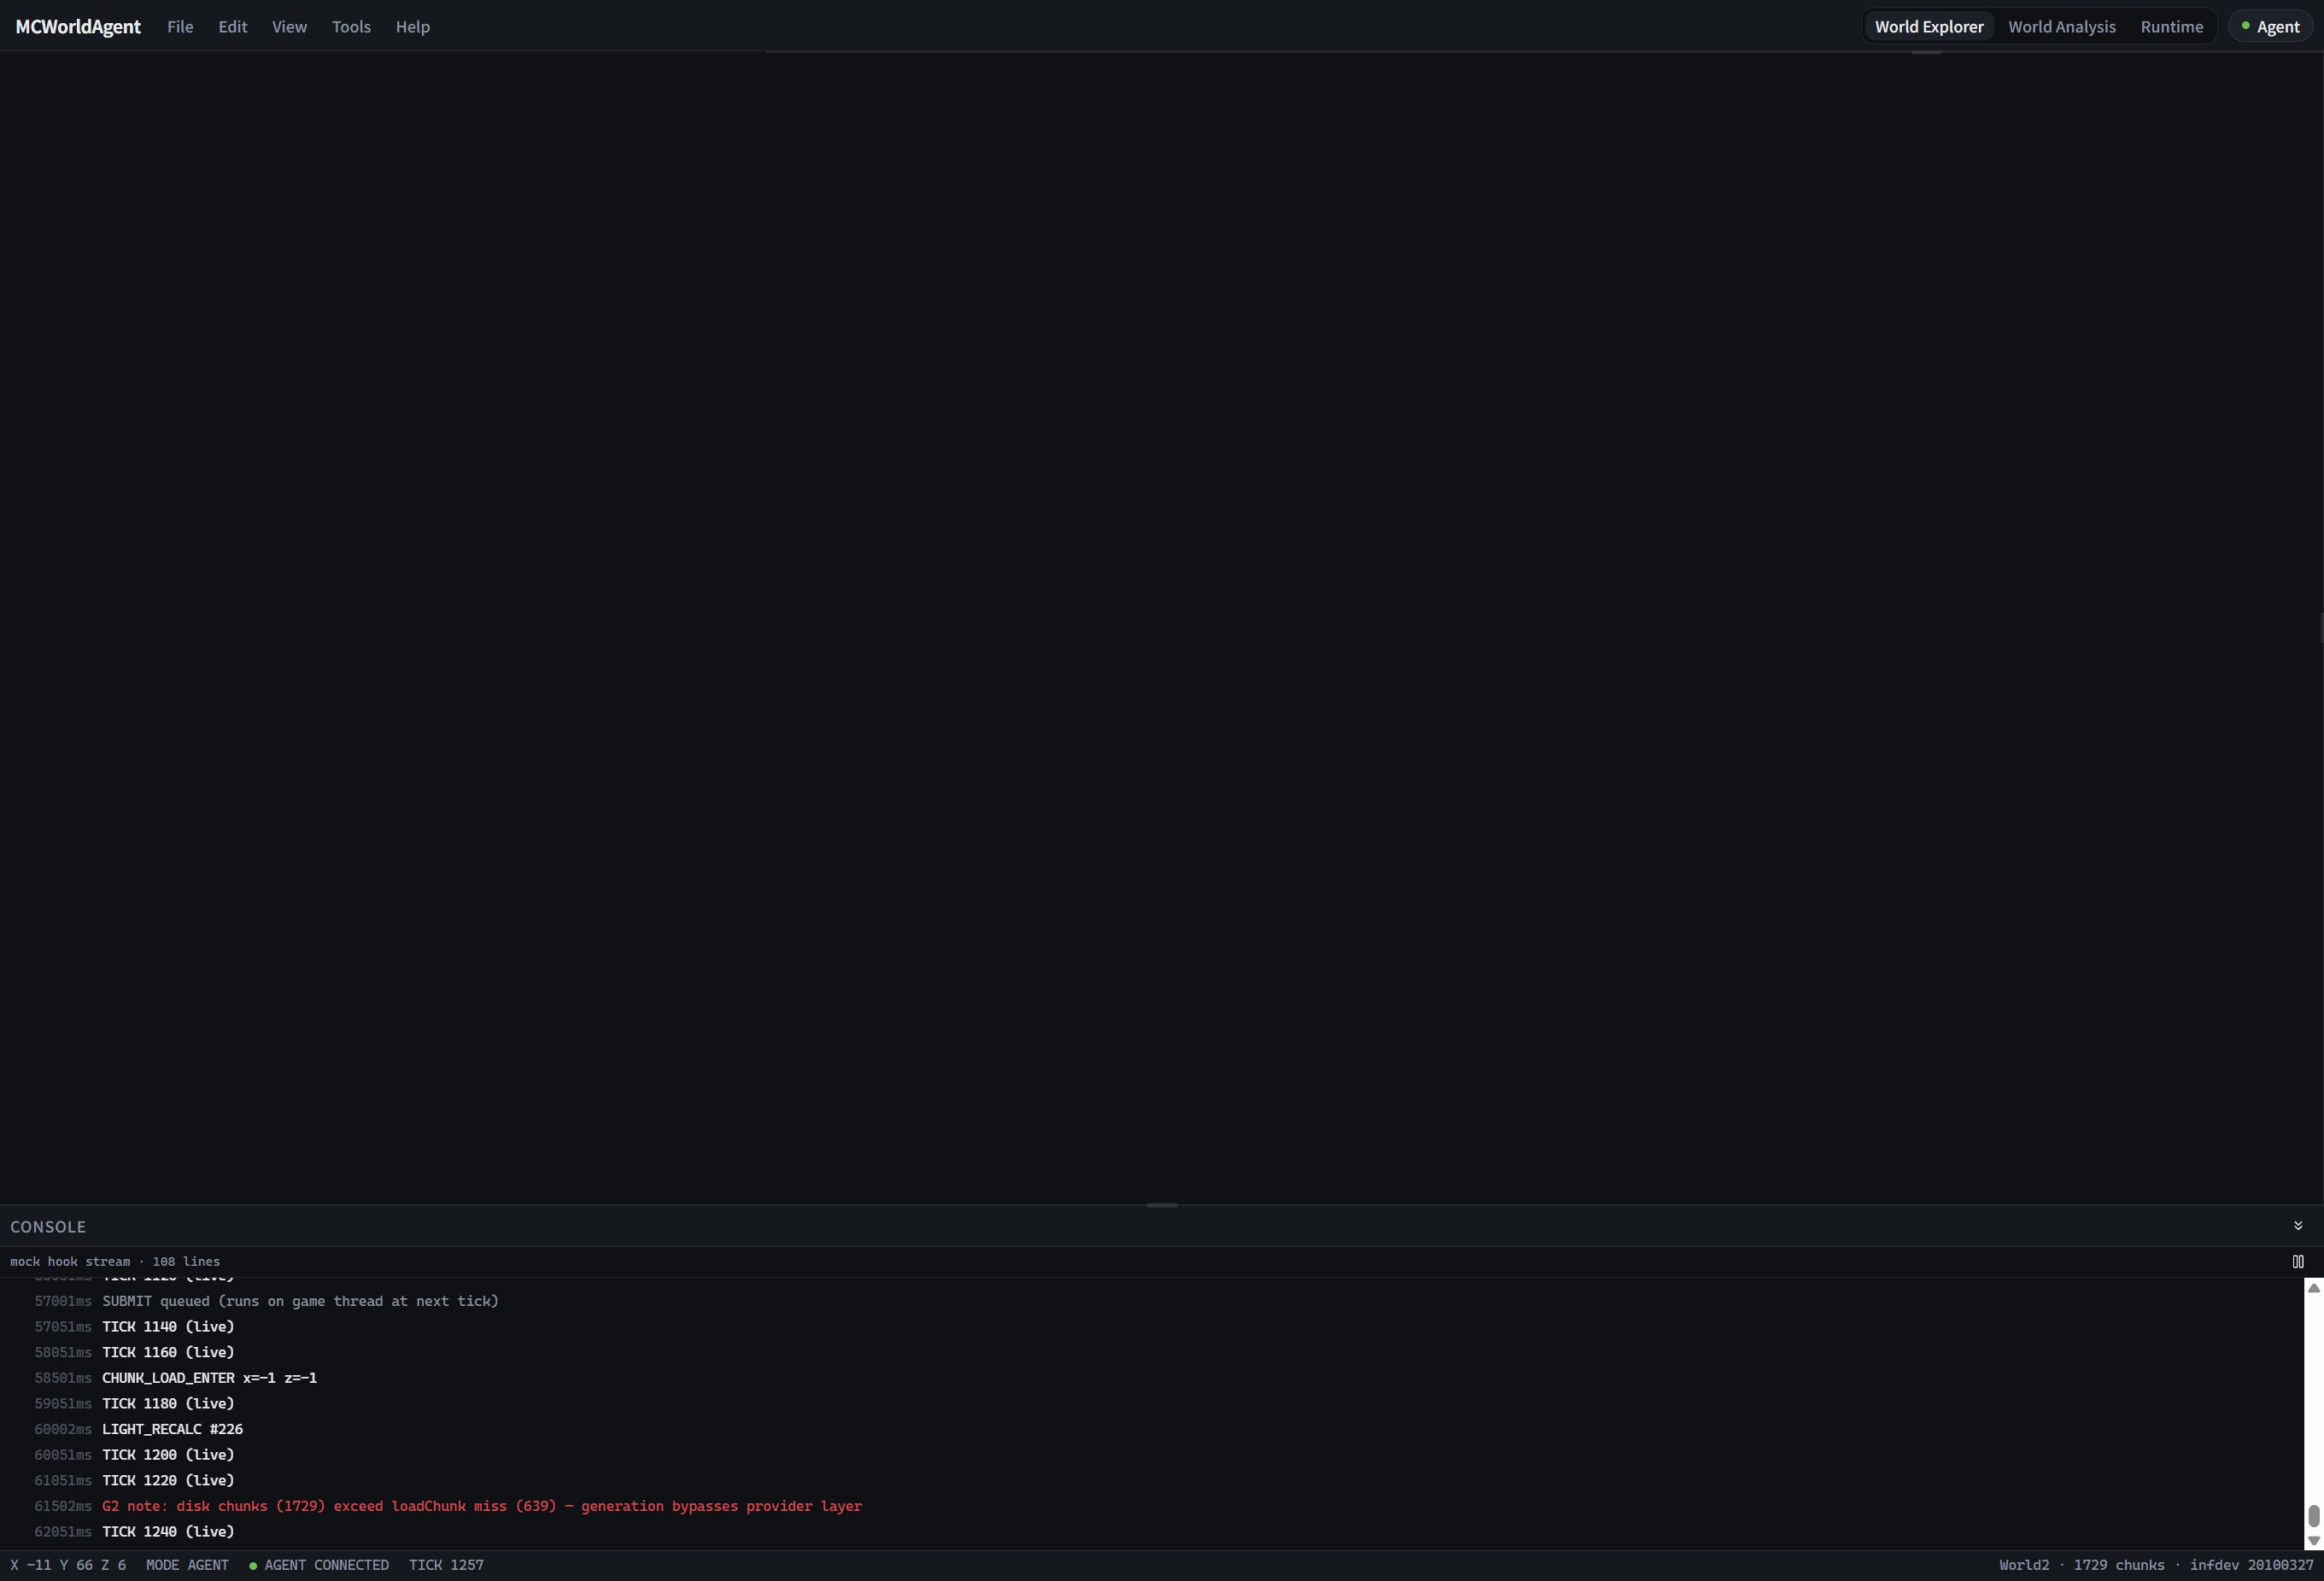 MCWorldAgent File Edit View Tools Help World Explorer World Analysis Runtime Agent
CONSOLE
mock hook stream · 108 lines
57001ms SUBMIT queued (runs on game thread at next tick)
57051ms TICK 1140 (live)
58051ms TICK 1160 (live)
58501ms CHUNK_LOAD_ENTER x=-1 z=-1
59051ms TICK 1180 (live)
60002ms LIGHT_RECALC #226
60051ms TICK 1200 (live)
61051ms TICK 1220 (live)
61502ms G2 note: disk chunks (1729) exceed loadChunk miss (639) — generation bypasses provider layer
62051ms TICK 1240 (live)
X -11 Y 66 Z 6 MODE AGENT AGENT CONNECTED TICK 1257 World2 · 1729 chunks · infdev 20100327